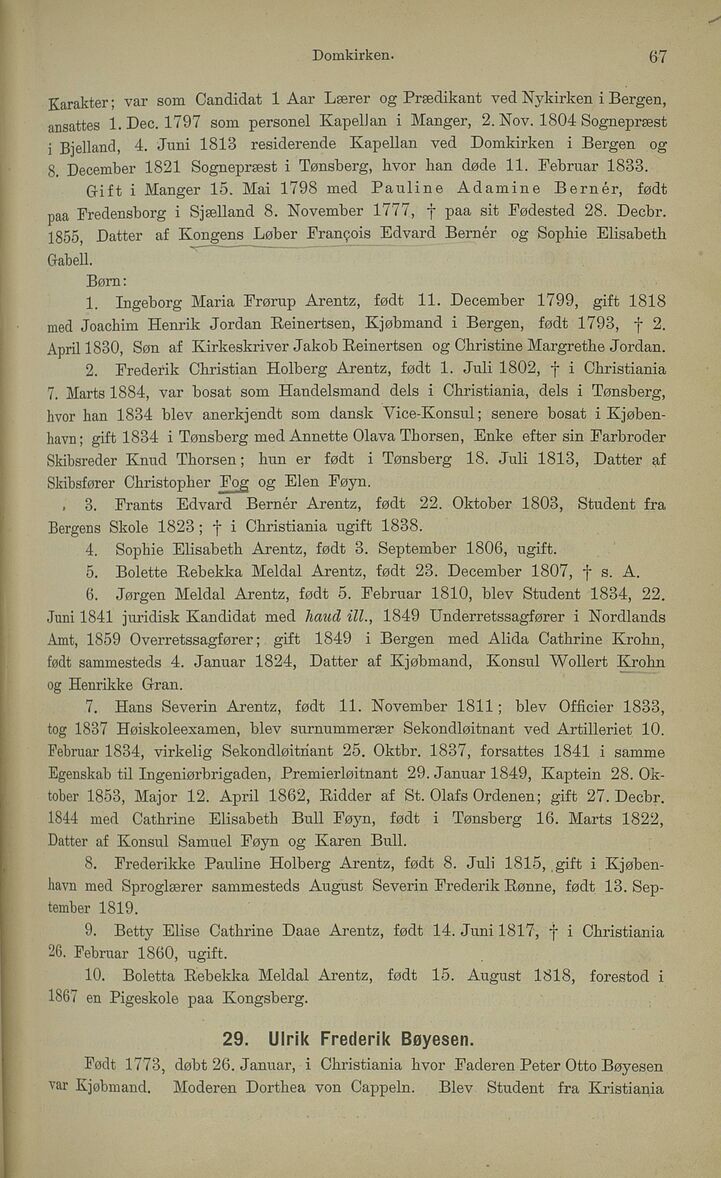 Domkirken. 67
Karakter; var som Candidat 1 Aar Lærer og Prædikant ved Nykirken i Bergen,
ansattes 1. Dec. 1797 som personel Kapellan i Manger, 2. Nov. 1804 Sognepræst
i Bjelland, 4. Juni 1813 residerende Kapellan ved Domkirken i Bergen og
8. December 1821 Sognepræst i Tønsberg, hvor han døde 11. Februar 1833.
Gift i Manger 15. Mai 1798 med Pauline Adamine Bernér, født
paa Fredensborg i Sjælland 8. November 1777, † paa sit Fødested 28. Decbr.
1855, Datter af Kongens Løber François Edvard Bernér og Sophie Elisabeth
Gabell.
Børn:
1. Ingeborg Maria Frørup Arentz, født 11. December 1799, gift 1818
med Joachim Henrik Jordan Reinertsen, Kjøbmand i Bergen, født 1793, † 2.
April 1830, Søn af Kirkeskriver Jakob Reinertsen og Christine Margrethe Jordan.
2. Frederik Christian Holberg Arentz, født 1. Juli 1802, † i Christiania
7. Marts 1884, var bosat som Handelsmand dels i Christiania, dels i Tønsberg,
hvor han 1834 blev anerkjendt som dansk Vice-Konsul; senere bosat i Kjøben-
havn; gift 1834 i Tønsberg med Annette Olava Thorsen, Enke efter sin Farbroder
Skibsreder Knud Thorsen; hun er født i Tønsberg 18. Juli 1813, Datter af
Skibsfører Christopher Fog og Elen Føyn.
3. Frants Edvard Bernér Arentz, født 22. Oktober 1803, Student fra
Bergens Skole 1823; † i Christiania ugift 1838.
4. Sophie Elisabeth Arentz, født 3. September 1806, ugift.
5. Bolette Rebekka Meldal Arentz, født 23. December 1807, † s. A.
6. Jørgen Meldal Arentz, født 5. Februar 1810, blev Student 1834, 22.
Juni 1841 juridisk Kandidat med haud ill., 1849 Underretssagfører i Nordlands
Amt, 1859 Overretssagfører; gift 1849 i Bergen med Alida Cathrine Krohn,
født sammesteds 4. Januar 1824, Datter af Kjøbmand, Konsul Wollert Krohn
og Henrikke Gran.
7. Hans Severin Arentz, født 11. November 1811; blev Officier 1833,
tog 1837 Høiskoleexamen, blev surnummerær Sekondløitnant ved Artilleriet 10.
Februar 1834, virkelig Sekondløitnant 25. Oktbr. 1837, forsattes 1841 i samme
Egenskab til Ingeniørbrigaden, Premierløitnant 29. Januar 1849, Kaptein 28. Ok-
tober 1853, Major 12. April 1862, Ridder af St. Olafs Ordenen; gift 27. Decbr.
1844 med Cathrine Elisabeth Bull Føyn, født i Tønsberg 16. Marts 1822,
Datter af Konsul Samuel Føyn og Karen Bull.
8. Frederikke Pauline Holberg Arentz, født 8. Juli 1815, gift i Kjøben-
havn med Sproglærer sammesteds August Severin Frederik Rønne, født 13. Sep-
tember 1819.
9. Betty Elise Cathrine Daae Arentz, født 14. Juni 1817, † i Christiania
26. Februar 1860, ugift.
10. Boletta Rebekka Meldal Arentz, født 15. August 1818, forestod i
1867 en Pigeskole paa Kongsberg.
29. Ulrik Frederik Bøyesen.
Født 1773, døbt 26. Januar, i Christiania hvor Faderen Peter Otto Bøyesen
var Kjøbmand. Moderen Dorthea von Cappeln. Blev Student fra Kristiania